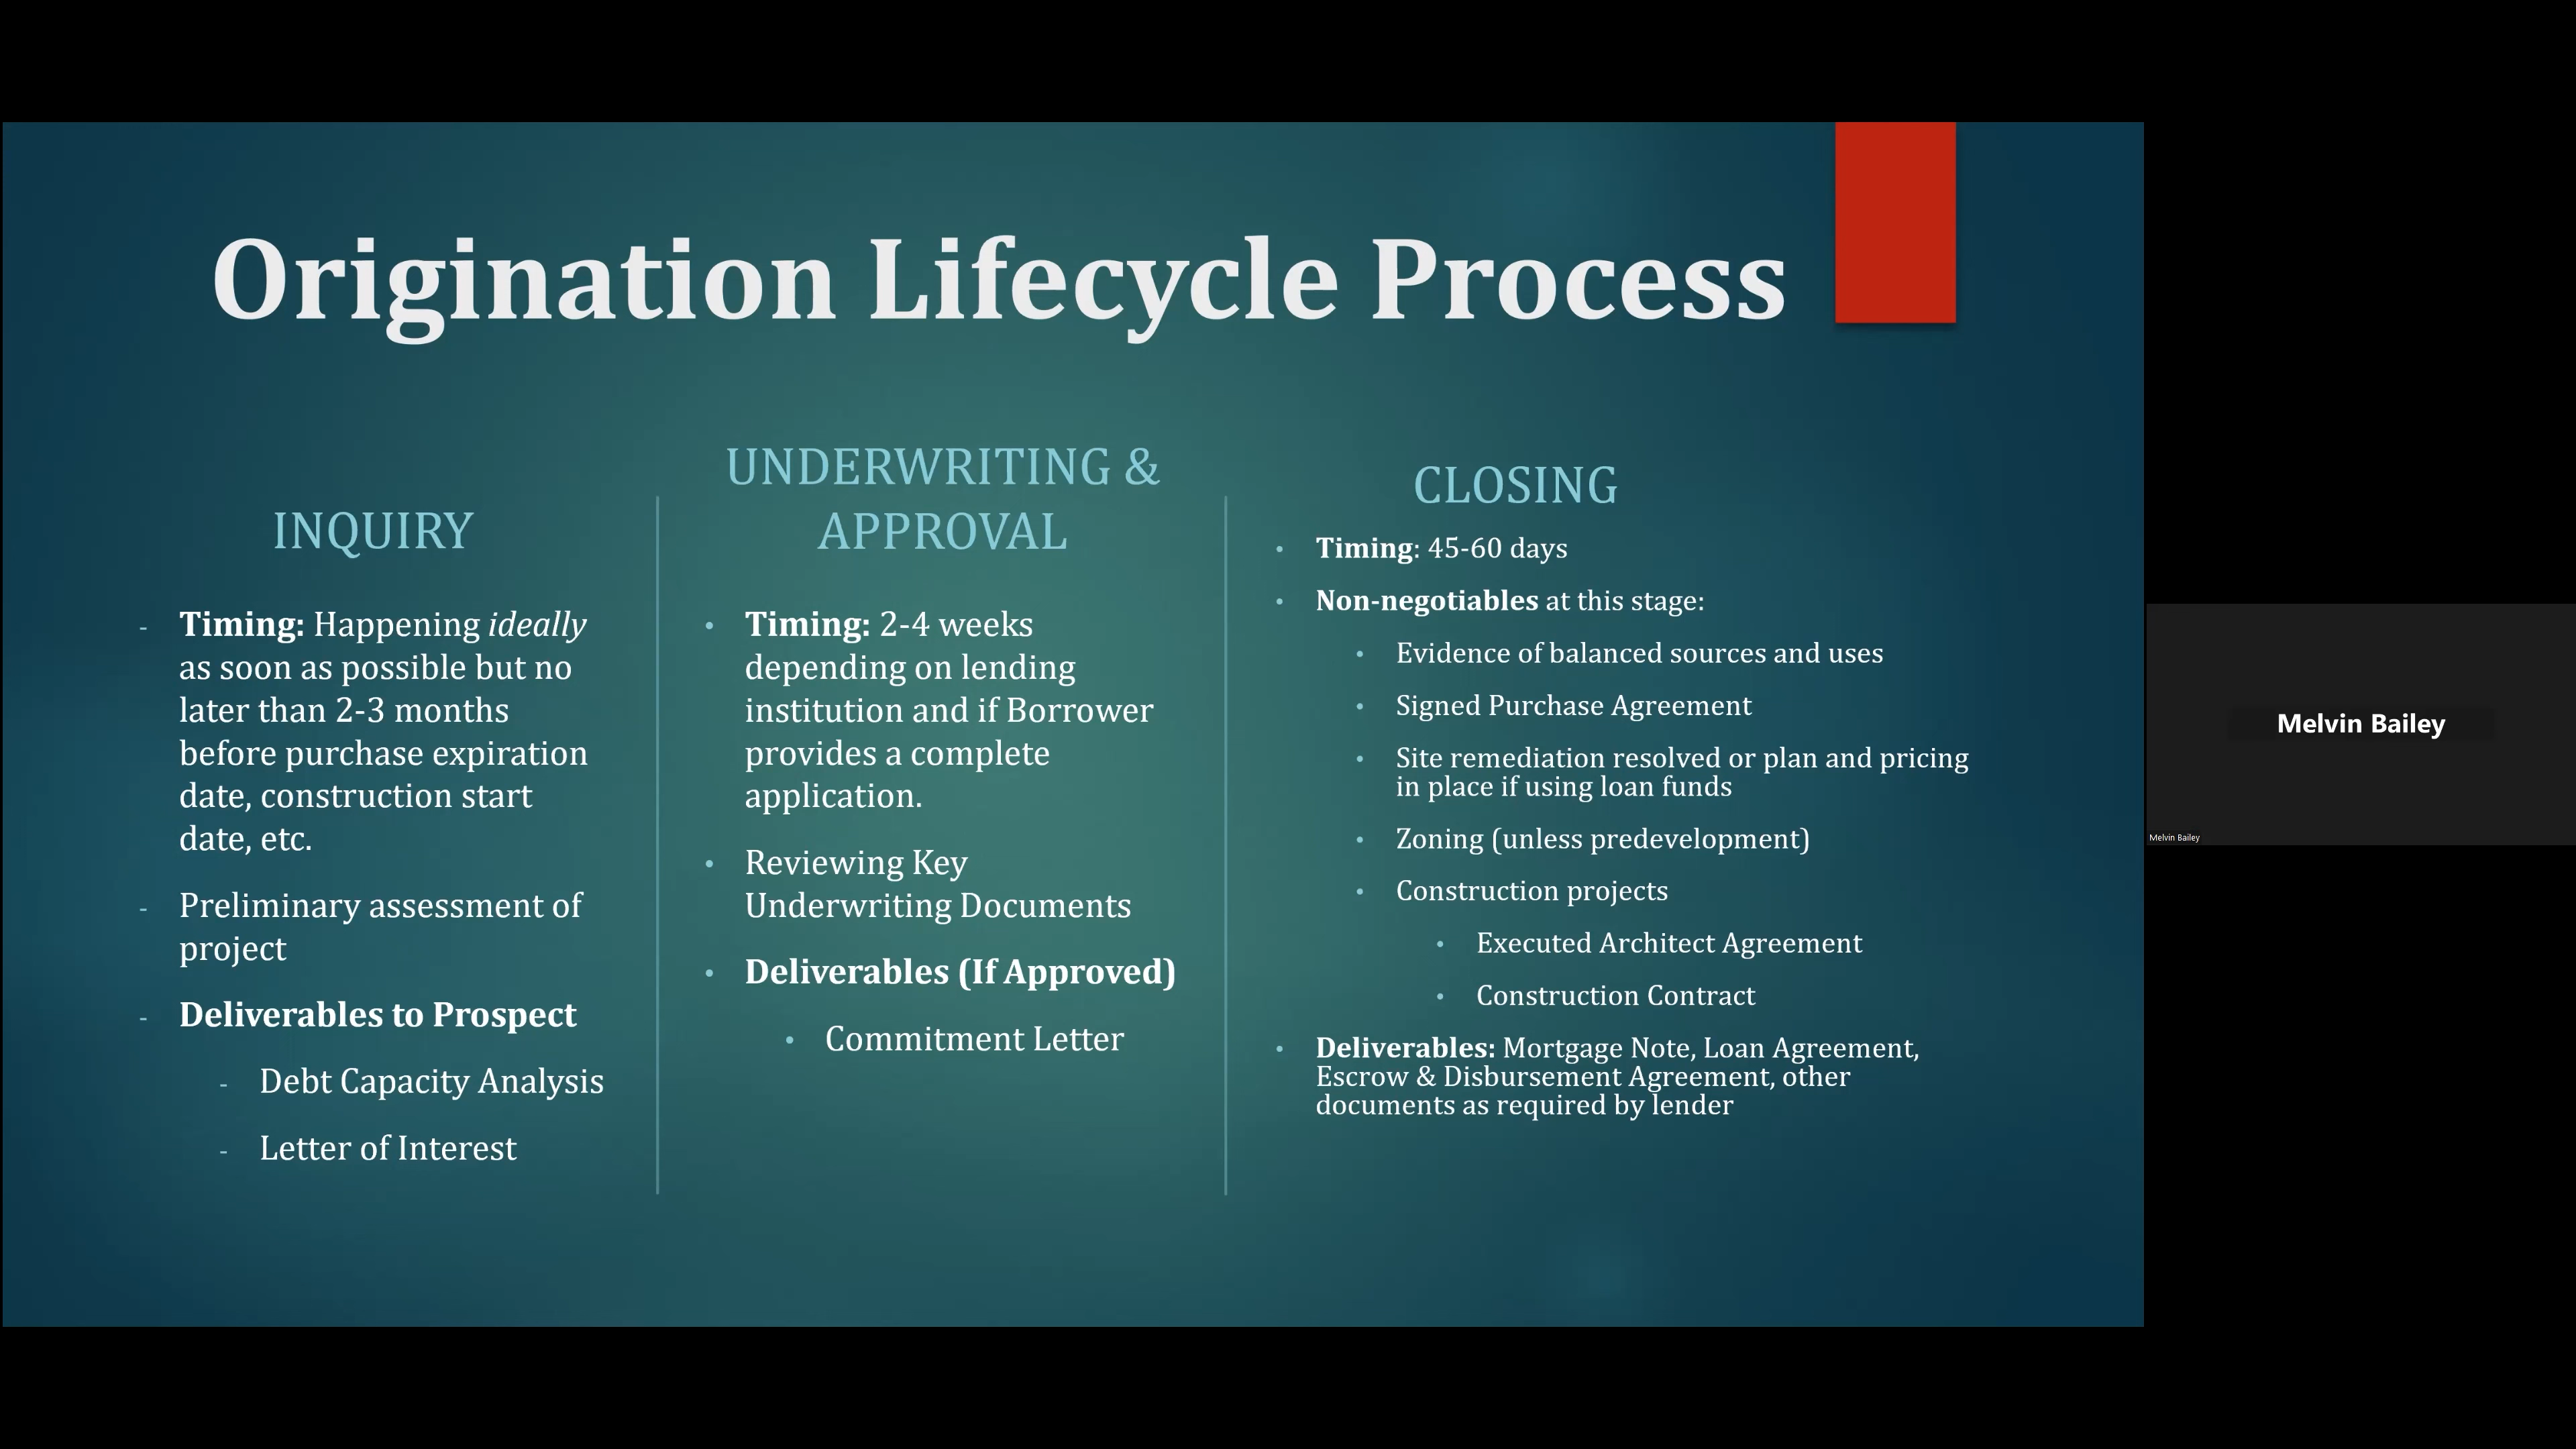 Origination Lifecycle Process
INQUIRY
- Timing: Happening ideally
as soon as possible but no
later than 2-3 months
before purchase expiration
date, construction start
date, etc.
- Preliminary assessment of
project
- Deliverables to Prospect
- Debt Capacity Analysis
- Letter of Interest
UNDERWRITING &
APPROVAL
• Timing: 2-4 weeks
depending on lending
institution and if Borrower
provides a complete
application.
• Reviewing Key
Underwriting Documents
• Deliverables (If Approved)
• Commitment Letter
CLOSING
• Timing: 45-60 days
• Non-negotiables at this stage:
• Evidence of balanced sources and uses
• Signed Purchase Agreement
• Site remediation resolved or plan and pricing
in place if using loan funds
• Zoning (unless predevelopment)
• Construction projects
• Executed Architect Agreement
• Construction Contract
• Deliverables: Mortgage Note, Loan Agreement,
Escrow & Disbursement Agreement, other
documents as required by lender
Melvin Bailey
Melvin Bailey